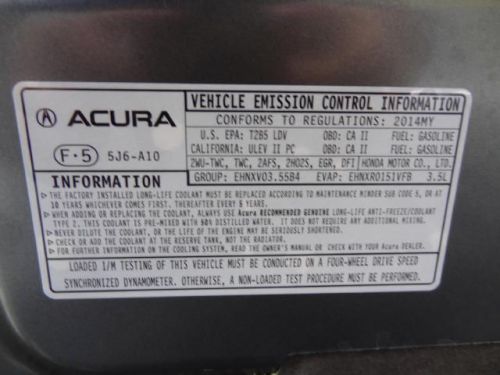 ACURA
F·5 5J6-A10
VEHICLE EMISSION CONTROL INFORMATION
CONFORMS TO REGULATIONS: 2014MY
U.S. EPA: T2B5 LDV OBD: CA II FUEL: GASOLINE
CALIFORNIA: ULEV II PC OBD: CA II FUEL: GASOLINE
2WU-TWC, TWC, 2AFS, 2HO2S, EGR, DFI HONDA MOTOR CO., LTD.
GROUP: EHNXV03.55B4 EVAP: EHNXR0151VFB 3.5L
INFORMATION
▶THE FACTORY INSTALLED LONG-LIFE COOLANT MUST BE REPLACED ACCORDING TO MAINTENANCE MINDER SUB CODE 5, OR AT
10 YEARS WHICHEVER COMES FIRST. THEREAFTER EVERY 5 YEARS.
▶WHEN ADDING OR REPLACING COOLANT, ALWAYS USE Acura RECOMMENDED GENUINE LONG-LIFE ANTI-FREEZE/COOLANT
TYPE 2. THIS COOLANT IS PRE-MIXED WITH 50% DISTILLED WATER. IT DOES NOT REQUIRE ANY ADDITIONAL MIXING.
▶NEVER DILUTE THE COOLANT, OR THE ENGINE MAY BE SERIOUSLY SHORTENED.
▶CHECK OR ADD THE COOLANT AT THE RESERVE TANK, NOT THE RADIATOR.
▶FOR FURTHER INFORMATION ON THE COOLING SYSTEM, READ THE OWNER'S MANUAL OR CHECK WITH YOUR Acura DEALER.
LOADED I/M TESTING OF THIS VEHICLE MUST BE CONDUCTED ON A FOUR-WHEEL DRIVE SPEED
SYNCHRONIZED DYNAMOMETER. OTHERWISE, A NON-LOADED TEST PROCEDURE MUST BE PERFORMED.